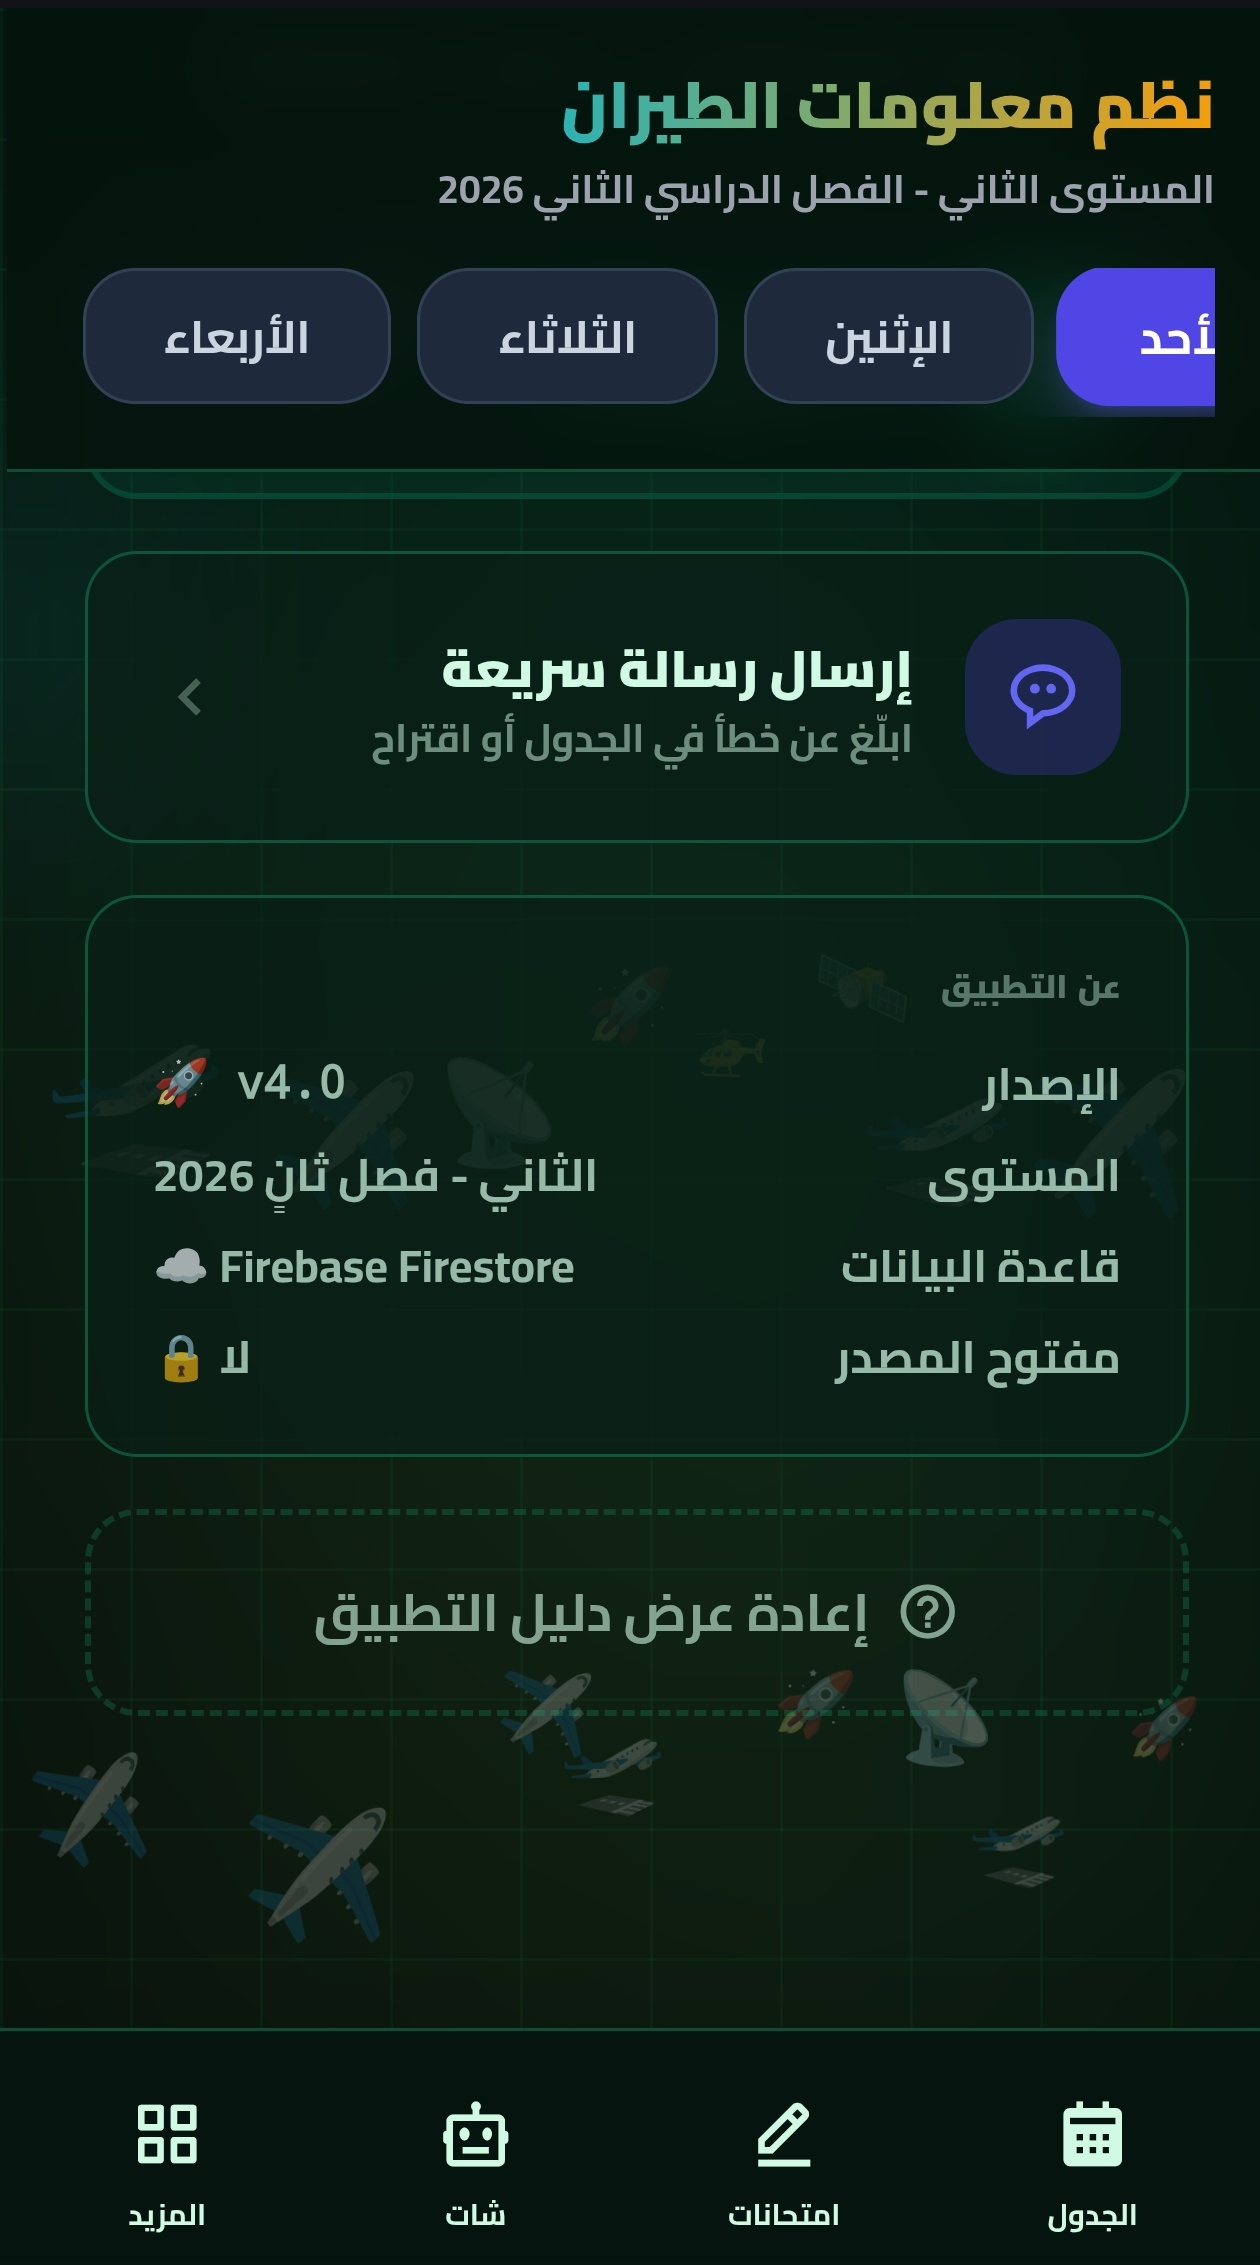 نظم معلومات الطيران
المستوى الثاني - الفصل الدراسي الثاني 2026
لأحد
الإثنين
الثلاثاء
الأربعاء
إرسال رسالة سريعة
ابلّغ عن خطأ في الجدول أو اقتراح
عن التطبيق
الإصدار v4.0 🚀
المستوى الثاني - فصل ثانٍ 2026
قاعدة البيانات Firebase Firestore ☁️
مفتوح المصدر لا 🔒
إعادة عرض دليل التطبيق
الجدول
امتحانات
شات
المزيد